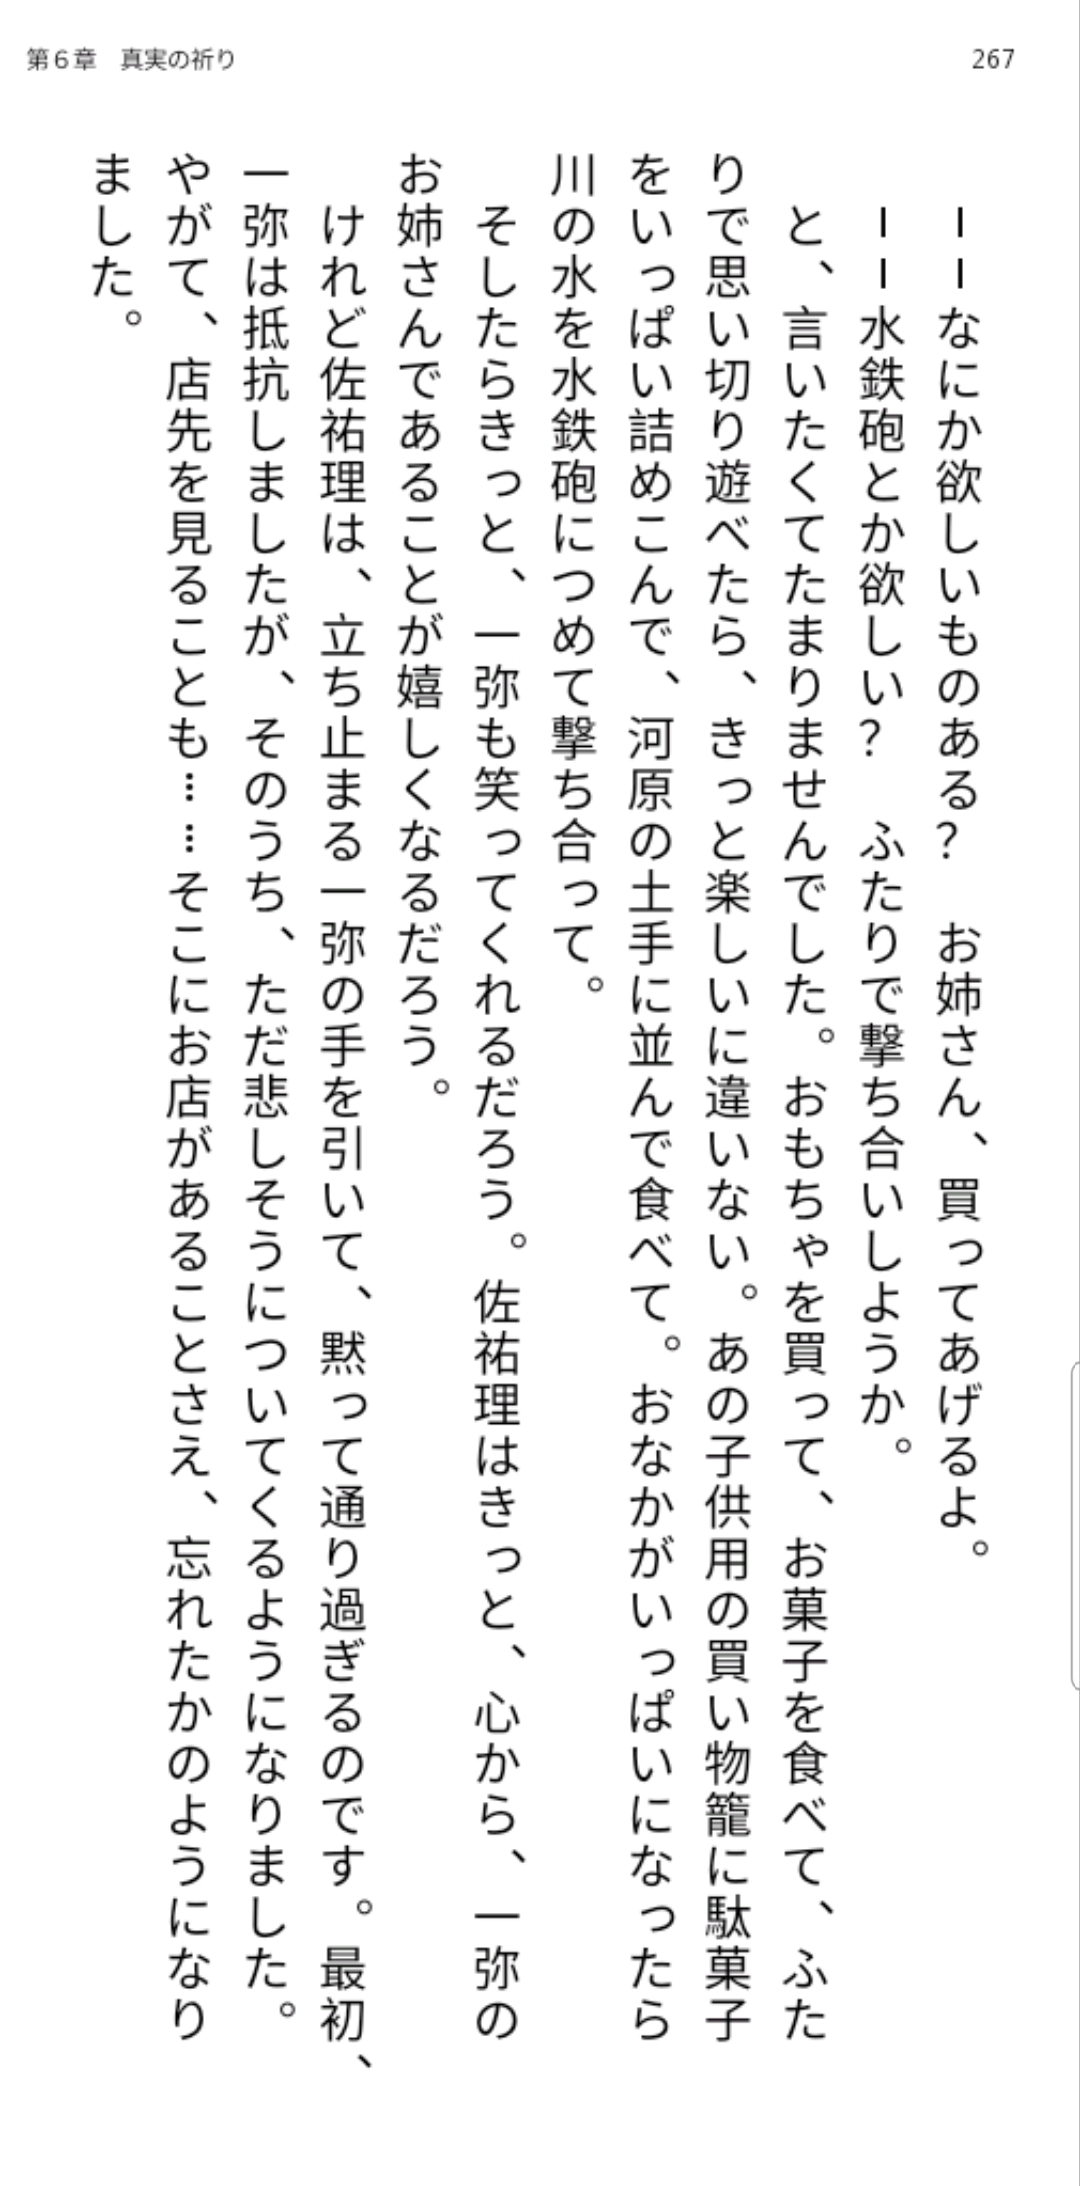 第６章　真実の祈り
267
　――なにか欲しいものある？　お姉さん、買ってあげるよ。
　――水鉄砲とか欲しい？　ふたりで撃ち合いしようか。
　と、言いたくてたまりませんでした。おもちゃを買って、お菓子を食べて、ふた
りで思い切り遊べたら、きっと楽しいに違いない。あの子供用の買い物籠に駄菓子
をいっぱい詰めこんで、河原の土手に並んで食べて。おなかがいっぱいになったら
川の水を水鉄砲につめて撃ち合って。
　そしたらきっと、一弥も笑ってくれるだろう。佐祐理はきっと、心から、一弥の
お姉さんであることが嬉しくなるだろう。
　けれど佐祐理は、立ち止まる一弥の手を引いて、黙って通り過ぎるのです。最初、
一弥は抵抗しましたが、そのうち、ただ悲しそうについてくるようになりました。
やがて、店先を見ることも……そこにお店があることさえ、忘れたかのようになり
ました。